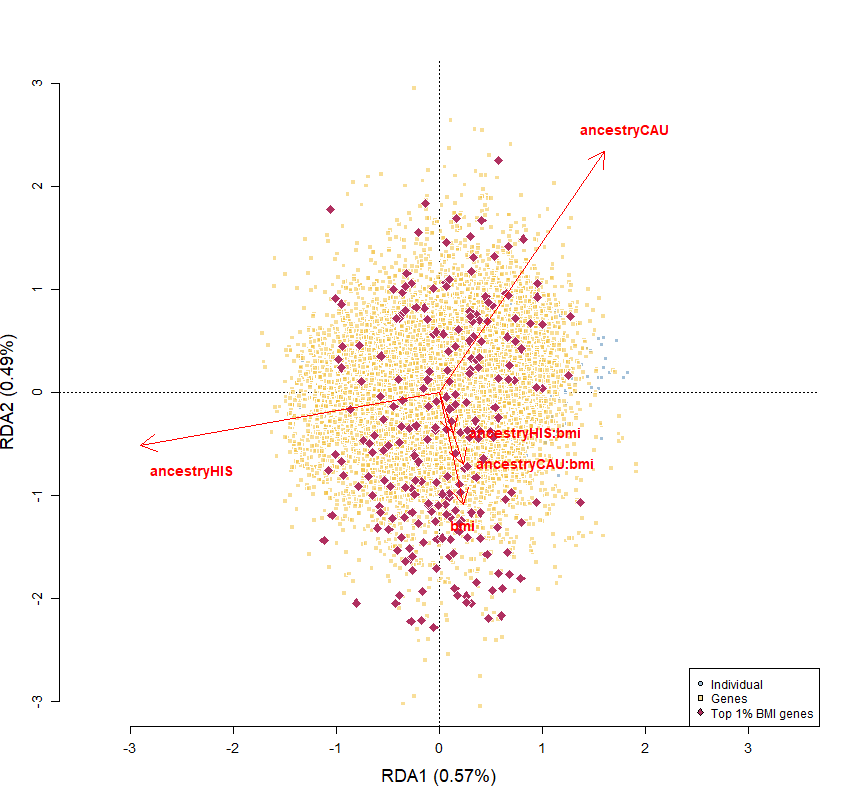 3
ancestryCAU
2
1
RDA2 (0.49%)
0
ancestryHIS:bmi
ancestryCAU:bmi
ancestryHIS
-1
bmi
-2
Individual
Genes
Top 1% BMI genes
-3
-3 -2 -1 0 1 2 3
RDA1 (0.57%)